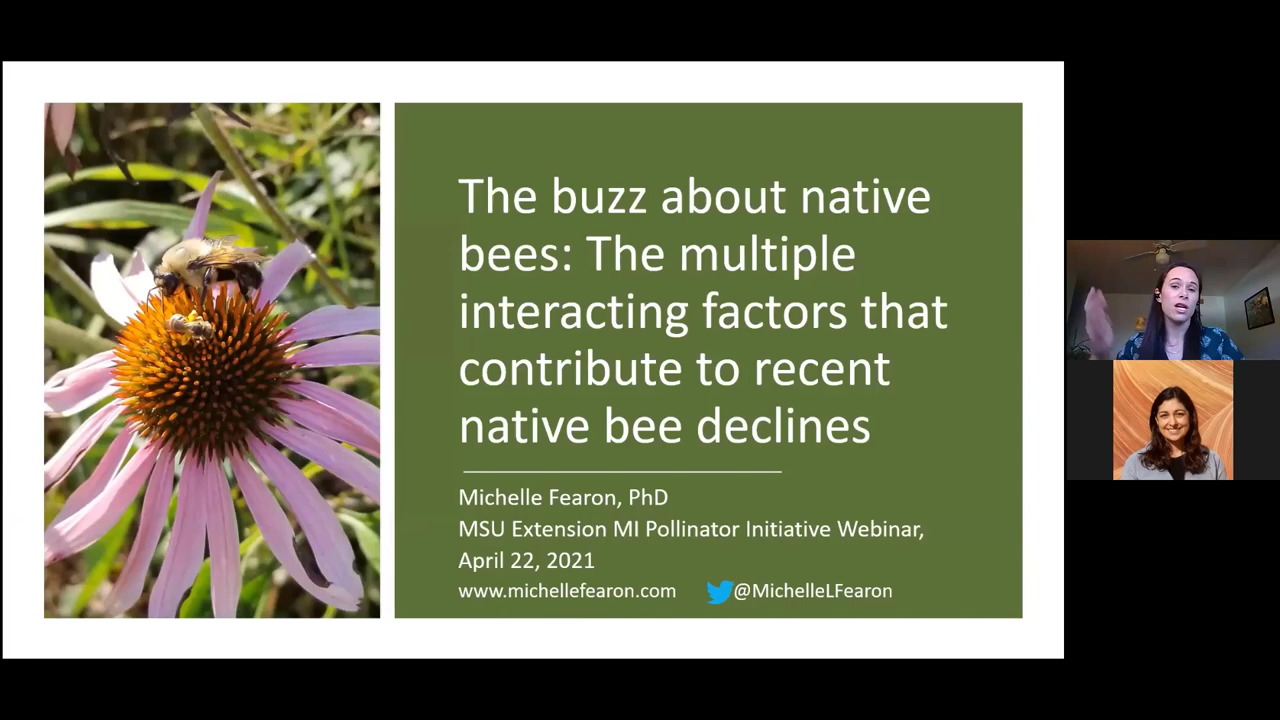 The buzz about native
bees: The multiple
interacting factors that
contribute to recent
native bee declines
Michelle Fearon, PhD
MSU Extension MI Pollinator Initiative Webinar,
April 22, 2021
www.michellefearon.com @MichelleLFearon